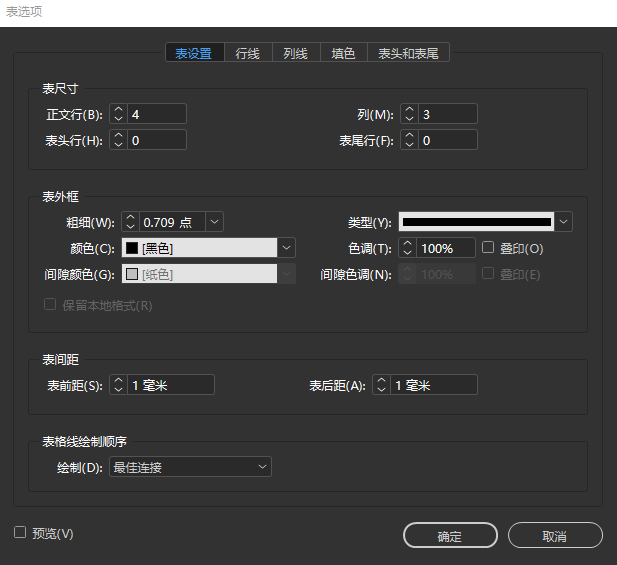 表选项
表设置 行线 列线 填色 表头和表尾
表尺寸
正文行(B): 4 列(M): 3
表头行(H): 0 表尾行(F): 0
表外框
粗细(W): 0.709 点 类型(Y):
颜色(C): [黑色] 色调(T): 100% 叠印(O)
间隙颜色(G): [纸色] 间隙色调(N): 100% 叠印(E)
保留本地格式(R)
表间距
表前距(S): 1 毫米 表后距(A): 1 毫米
表格线绘制顺序
绘制(D): 最佳连接
预览(V) 确定 取消